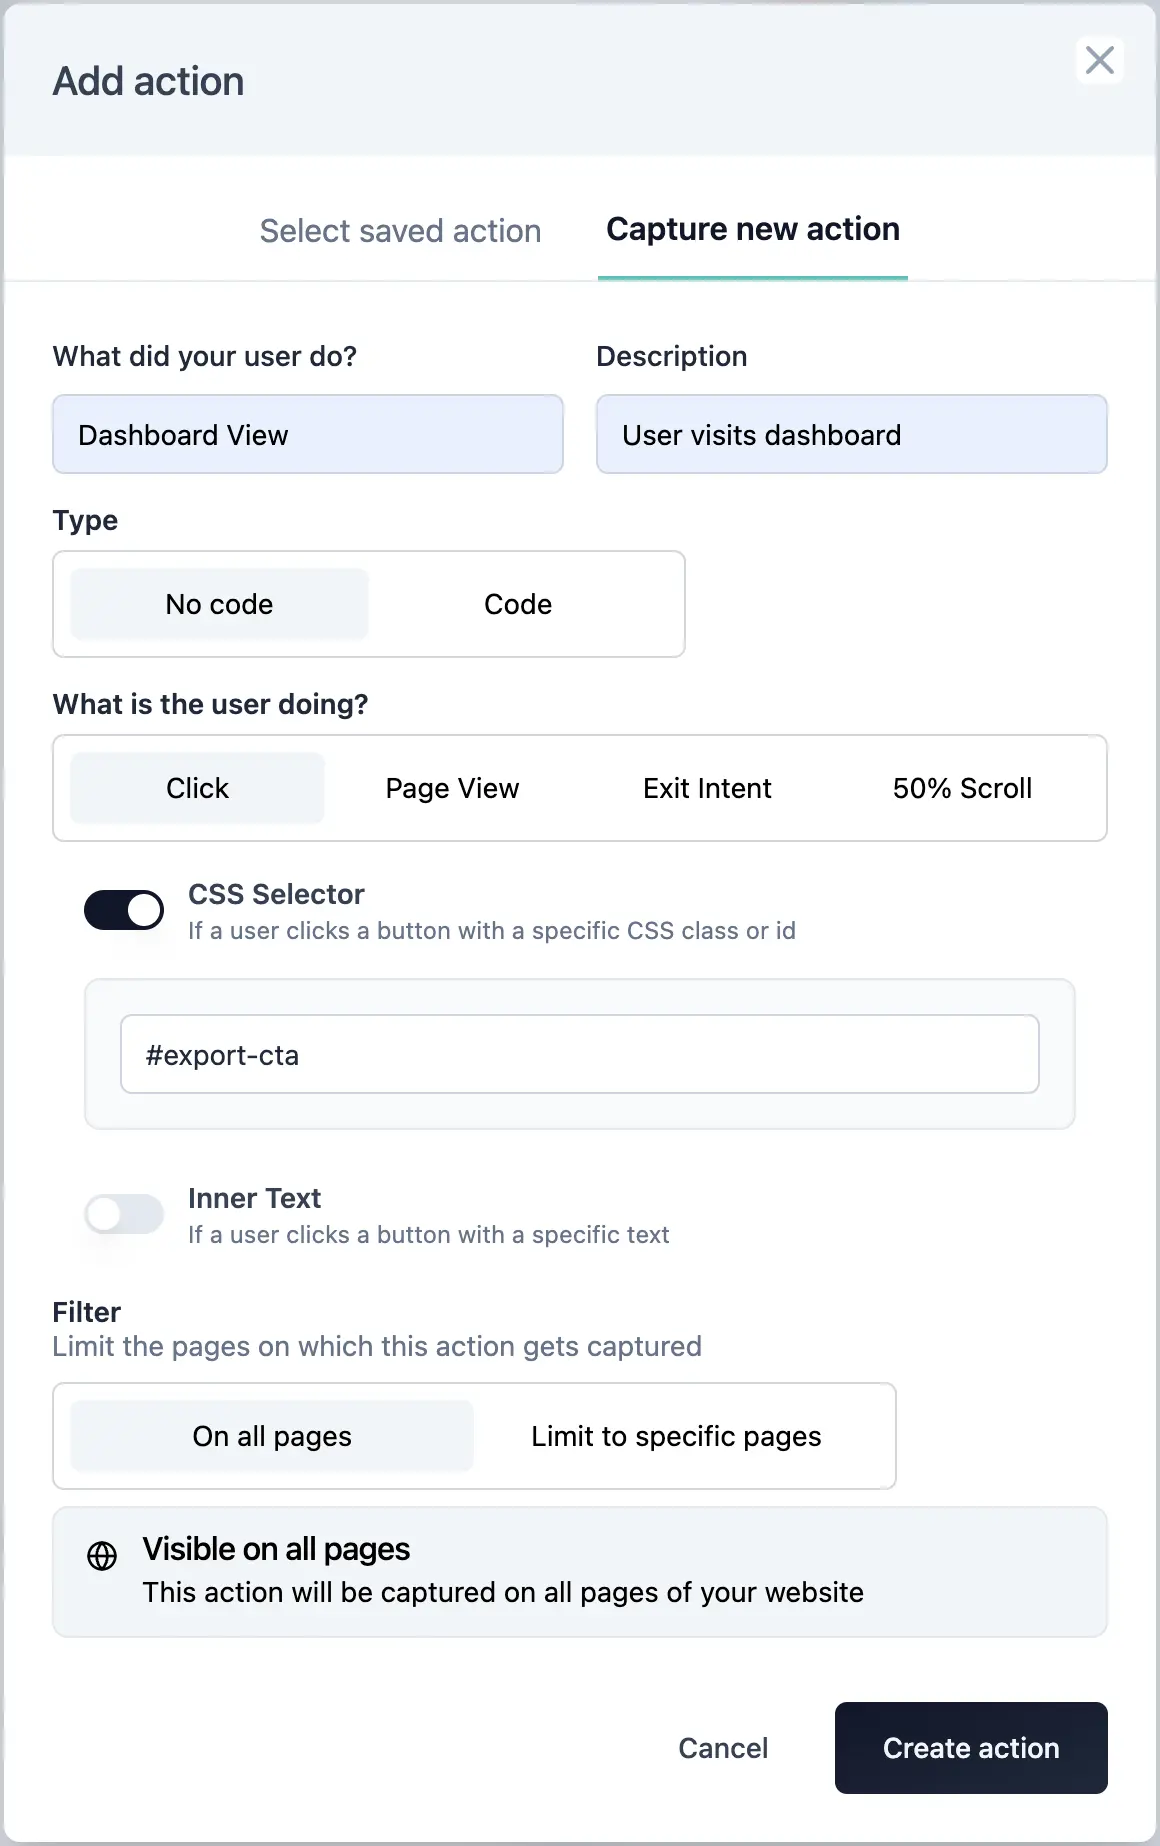 Add action
Select saved action
Capture new action
What did your user do?
Description
Dashboard View
User visits dashboard
Type
No code
Code
What is the user doing?
Click
Page View
Exit Intent
50% Scroll
CSS Selector
If a user clicks a button with a specific CSS class or id
#export-cta
Inner Text
If a user clicks a button with a specific text
Filter
Limit the pages on which this action gets captured
On all pages
Limit to specific pages
Visible on all pages
This action will be captured on all pages of your website
Cancel
Create action